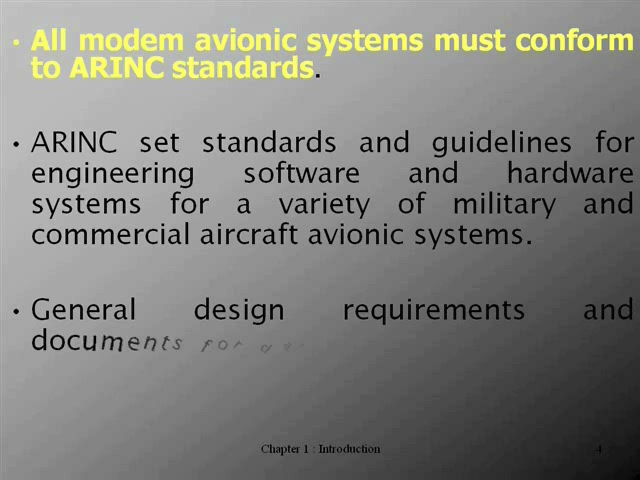 • All modem avionic systems must conform
to ARINC standards.
• ARINC set standards and guidelines for
engineering software and hardware
systems for a variety of military and
commercial aircraft avionic systems.
• General design requirements and
documents for
Chapter 1 : Introduction
4